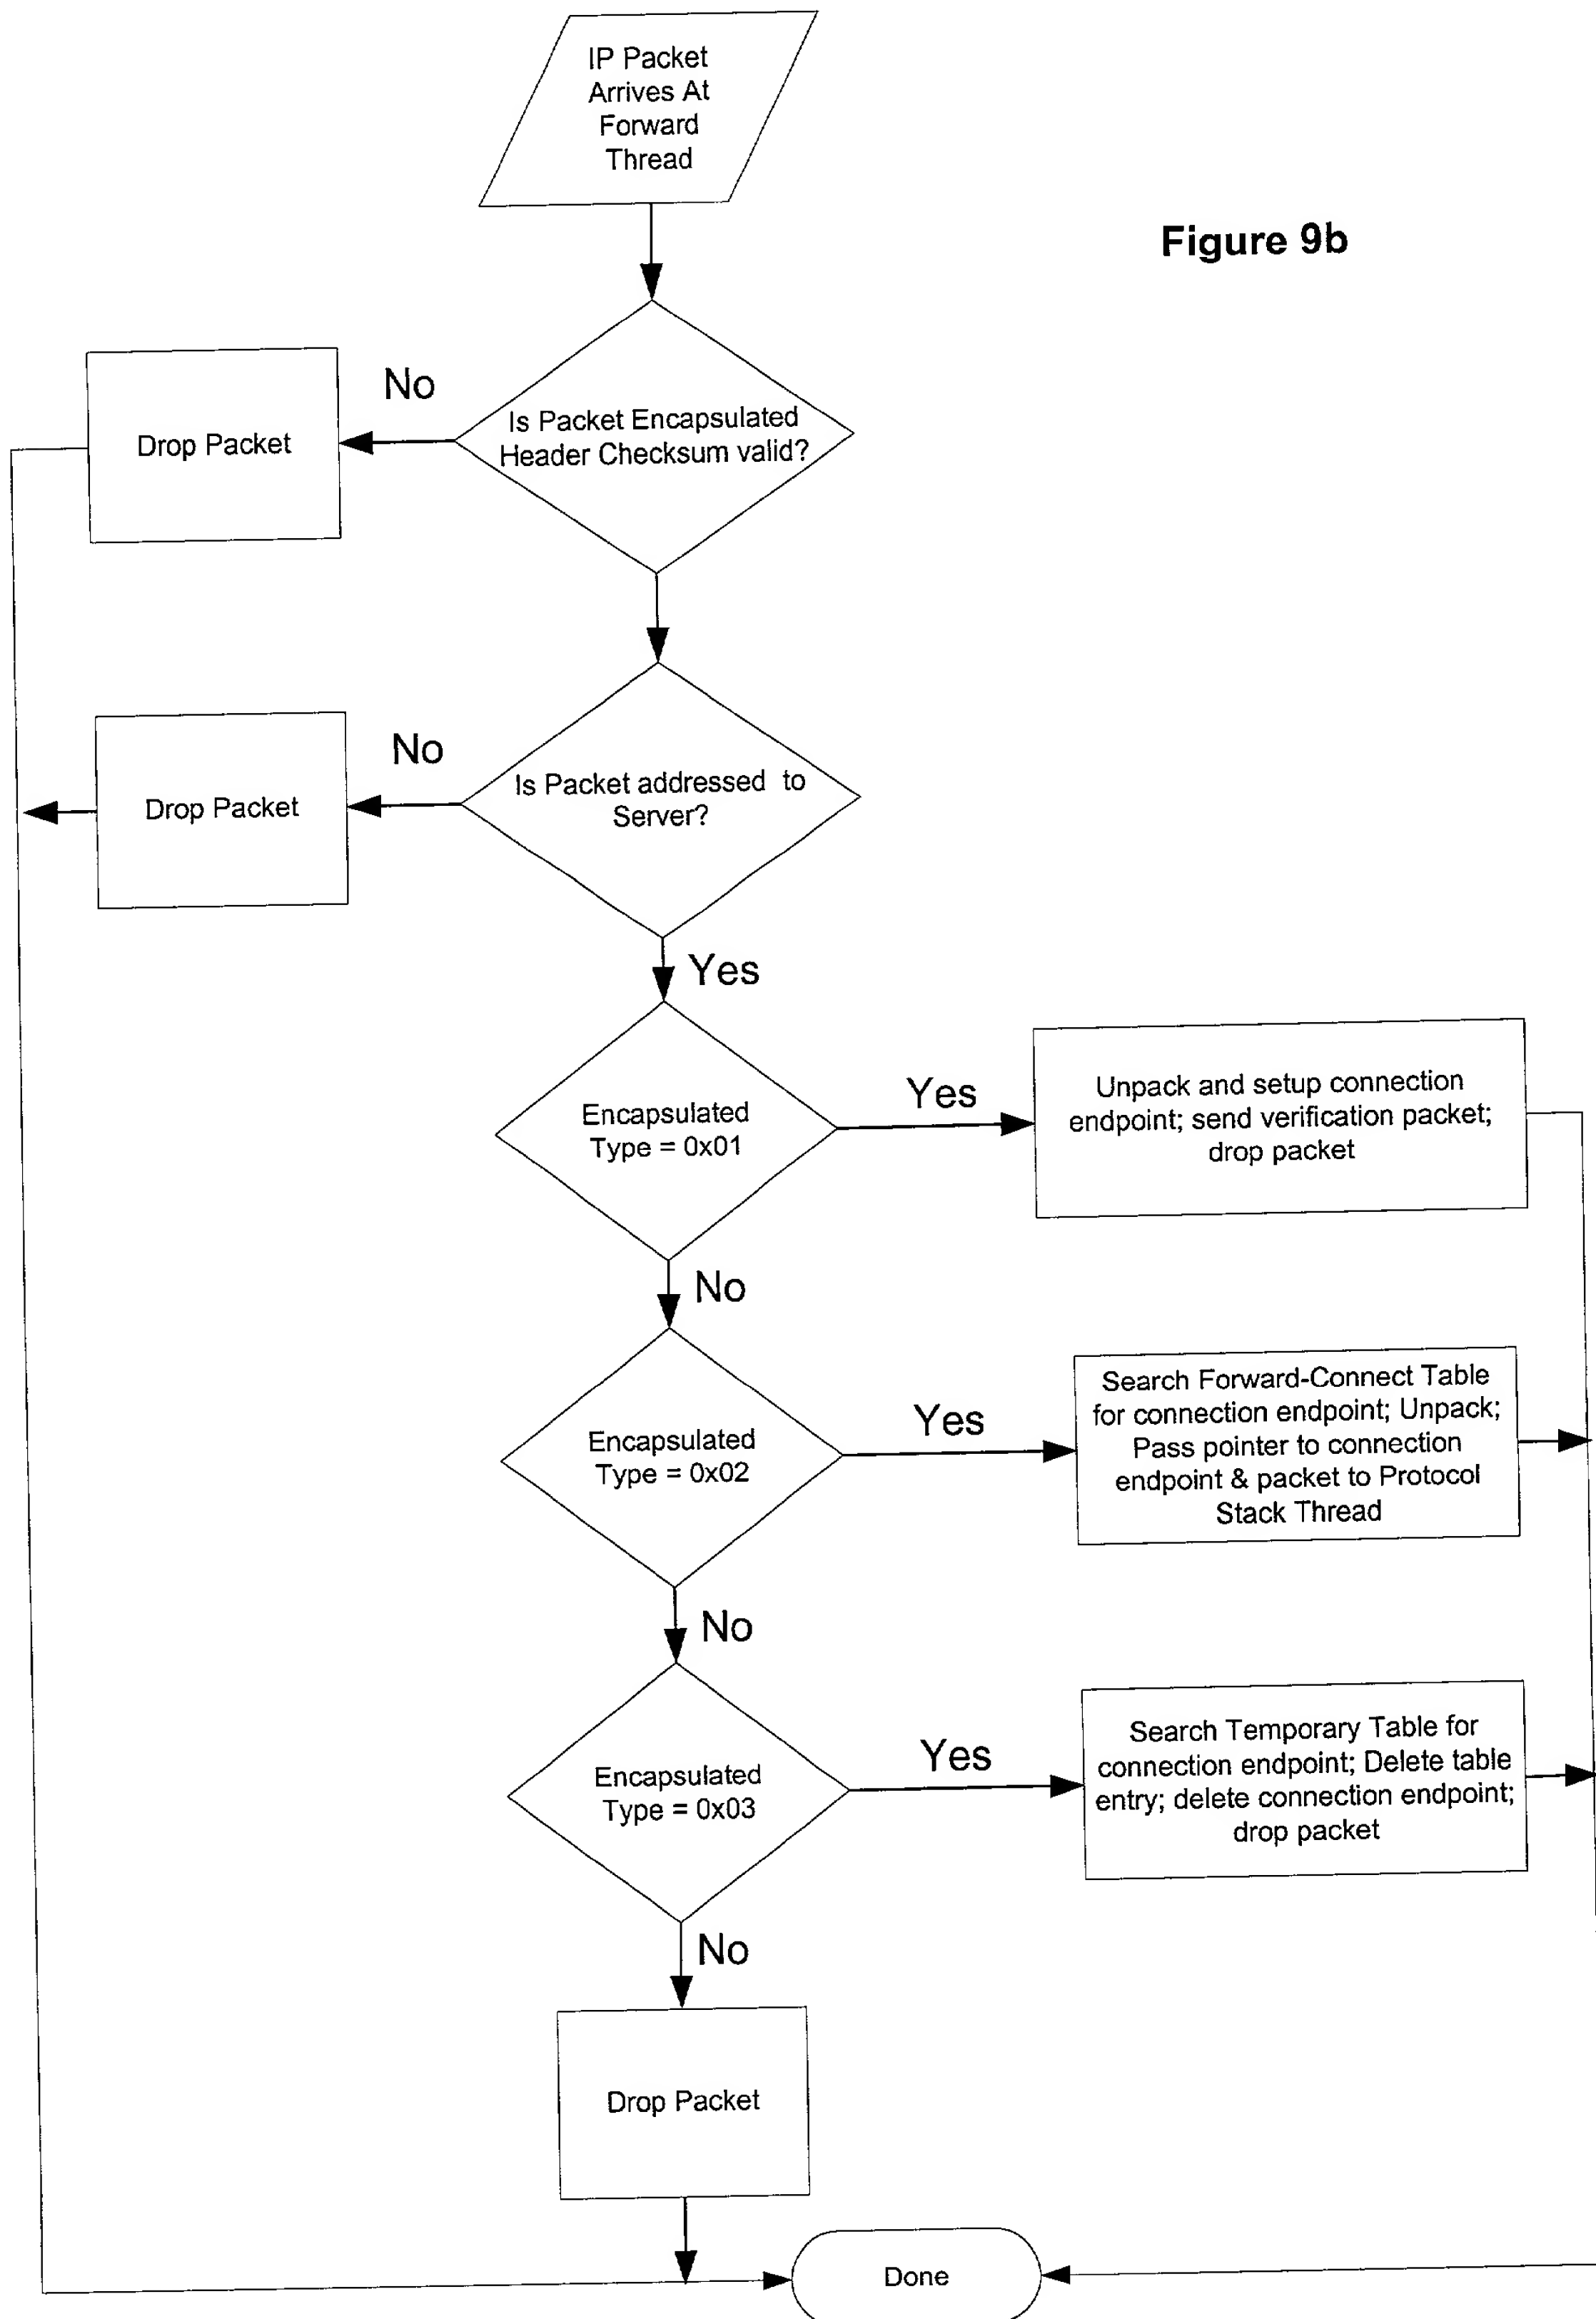 IP Packet
Arrives At
Forward
Thread
Figure 9b
No
Drop Packet
Is Packet Encapsulated
Header Checksum valid?
No
Drop Packet
Is Packet addressed to
Server?
Yes
Encapsulated
Type = 0x01
Yes
Unpack and setup connection
endpoint; send verification packet;
drop packet
No
Encapsulated
Type = 0x02
Yes
Search Forward-Connect Table
for connection endpoint; Unpack;
Pass pointer to connection
endpoint & packet to Protocol
Stack Thread
No
Encapsulated
Type = 0x03
Yes
Search Temporary Table for
connection endpoint; Delete table
entry; delete connection endpoint;
drop packet
No
Drop Packet
Done